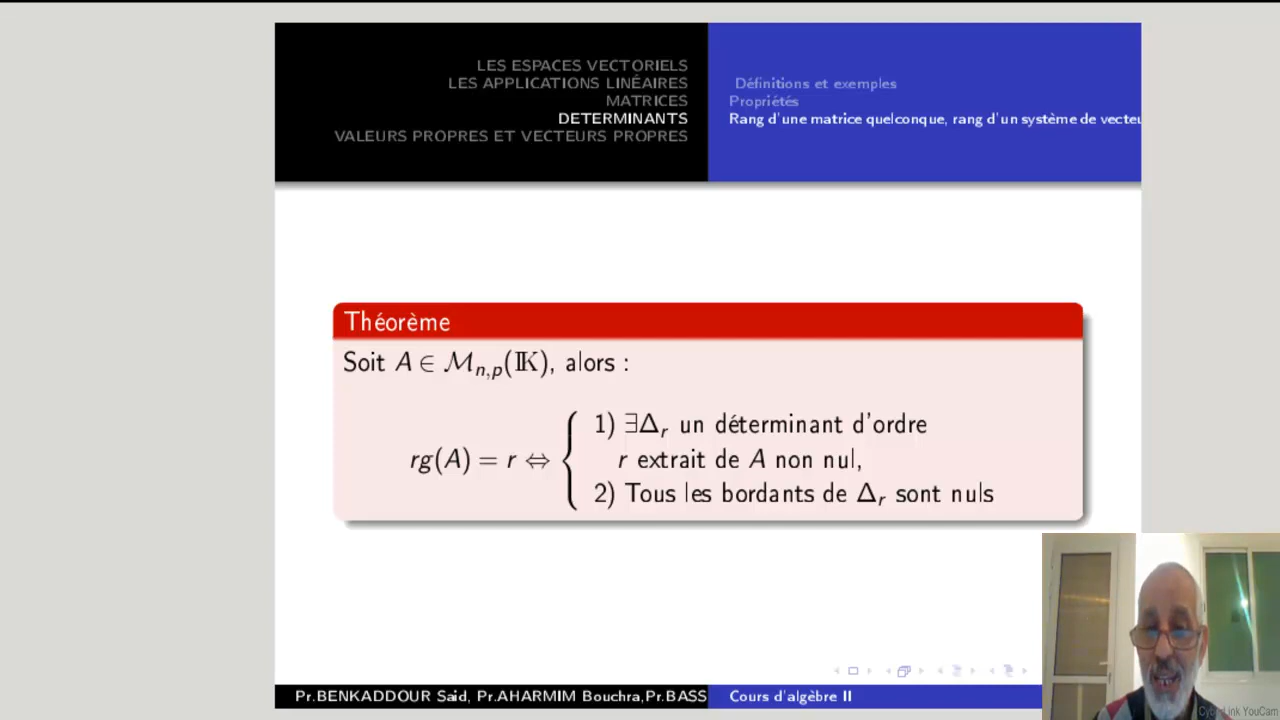 LES ESPACES VECTORIELS
LES APPLICATIONS LINÉAIRES
MATRICES
DETERMINANTS
VALEURS PROPRES ET VECTEURS PROPRES
Définitions et exemples
Propriétés
Rang d'une matrice quelconque, rang d'un système de vecteu
Théorème
Soit A ∈ M_{n,p}(𝕂), alors :
rg(A) = r ⇔ { 1) ∃Δ_r un déterminant d'ordre
r extrait de A non nul,
2) Tous les bordants de Δ_r sont nuls
Pr.BENKADDOUR Said, Pr.AHARMIM Bouchra,Pr.BASS
Cours d'algèbre II
CyberLink YouCam